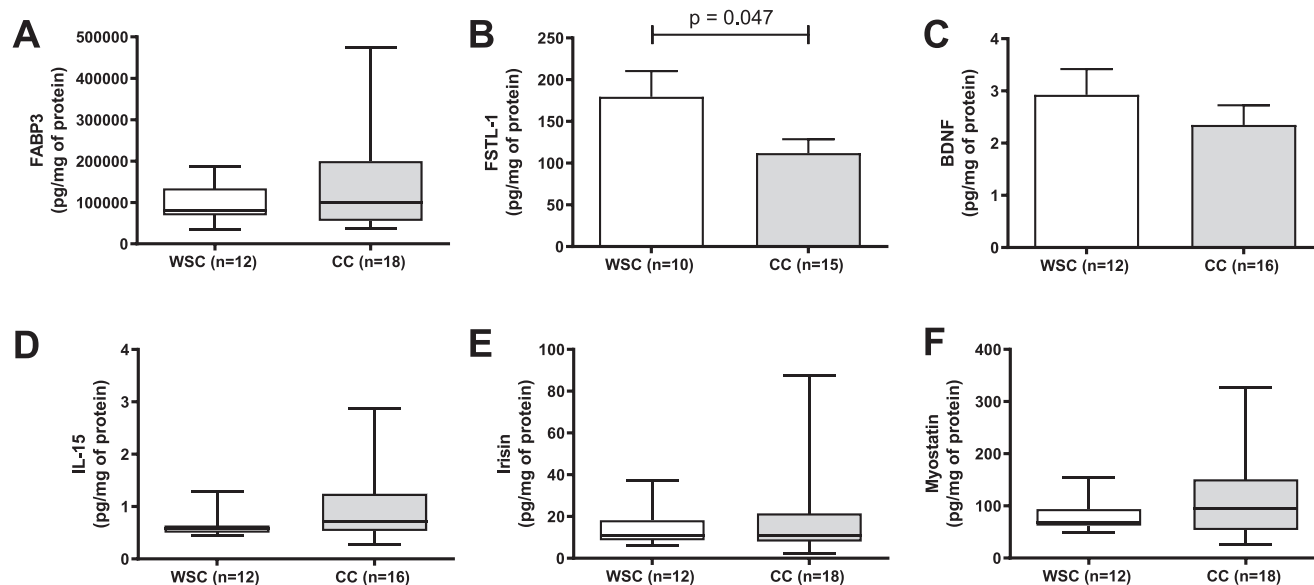 A
FABP3
(pg/mg of protein)
500000
400000
300000
200000
100000
0
WSC (n=12)
CC (n=18)
B
p = 0.047
FSTL-1
(pg/mg of protein)
250
200
150
100
50
0
WSC (n=10)
CC (n=15)
C
BDNF
(pg/mg of protein)
4
3
2
1
0
WSC (n=12)
CC (n=16)
D
IL-15
(pg/mg of protein)
4
3
2
1
0
WSC (n=12)
CC (n=16)
E
Irisin
(pg/mg of protein)
100
80
60
40
20
0
WSC (n=12)
CC (n=18)
F
Myostatin
(pg/mg of protein)
400
300
200
100
0
WSC (n=12)
CC (n=18)